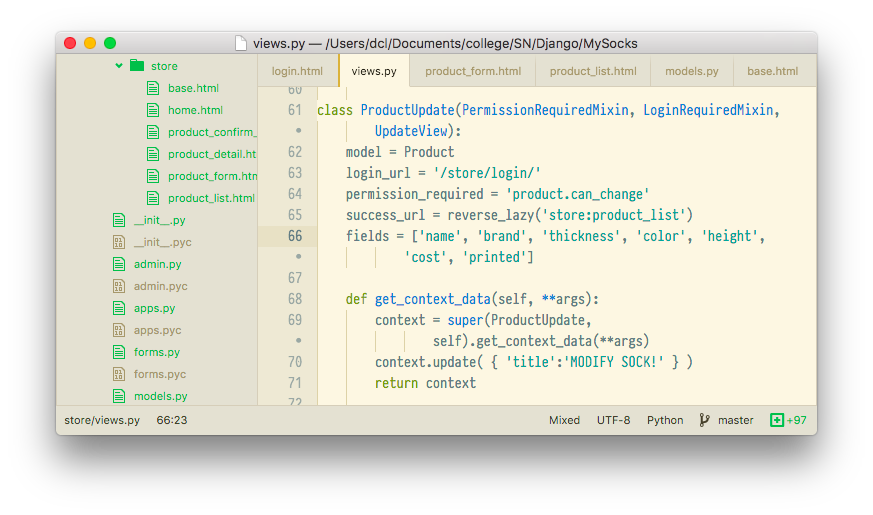 views.py — /Users/dcl/Documents/college/SN/Django/MySocks
store
base.html
home.html
product_confirm_
product_detail.ht
product_form.htm
product_list.html
__init__.py
__init__.pyc
admin.py
admin.pyc
apps.py
apps.pyc
forms.py
forms.pyc
models.py
login.html views.py product_form.html product_list.html models.py base.html
60
61 class ProductUpdate(PermissionRequiredMixin, LoginRequiredMixin,
• UpdateView):
62 model = Product
63 login_url = '/store/login/'
64 permission_required = 'product.can_change'
65 success_url = reverse_lazy('store:product_list')
66 fields = ['name', 'brand', 'thickness', 'color', 'height',
• 'cost', 'printed']
67
68 def get_context_data(self, **args):
69 context = super(ProductUpdate,
• self).get_context_data(**args)
70 context.update( { 'title':'MODIFY SOCK!' } )
71 return context
72
store/views.py 66:23 Mixed UTF-8 Python master +97